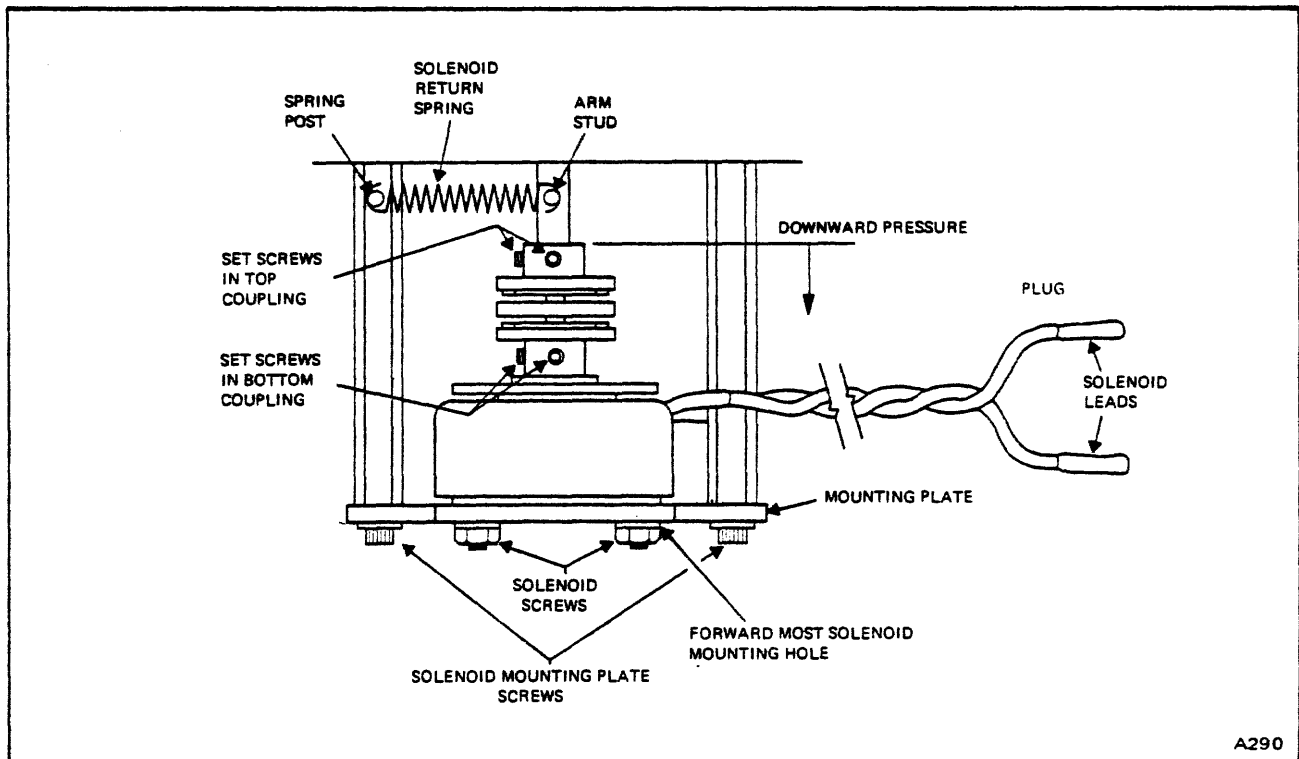 SOLENOID
RETURN
SPRING
SPRING
POST
ARM
STUD
DOWNWARD PRESSURE
SET SCREWS
IN TOP
COUPLING
PLUG
SET SCREWS
IN BOTTOM
COUPLING
SOLENOID
LEADS
MOUNTING PLATE
SOLENOID
SCREWS
FORWARD MOST SOLENOID
MOUNTING HOLE
SOLENOID MOUNTING PLATE
SCREWS
A290